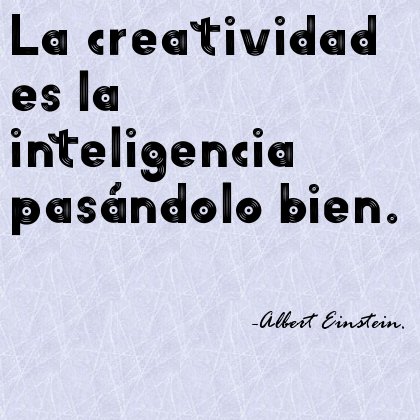 La creatividad
es la
inteligencia
pasándolo bien.
-Albert Einstein.